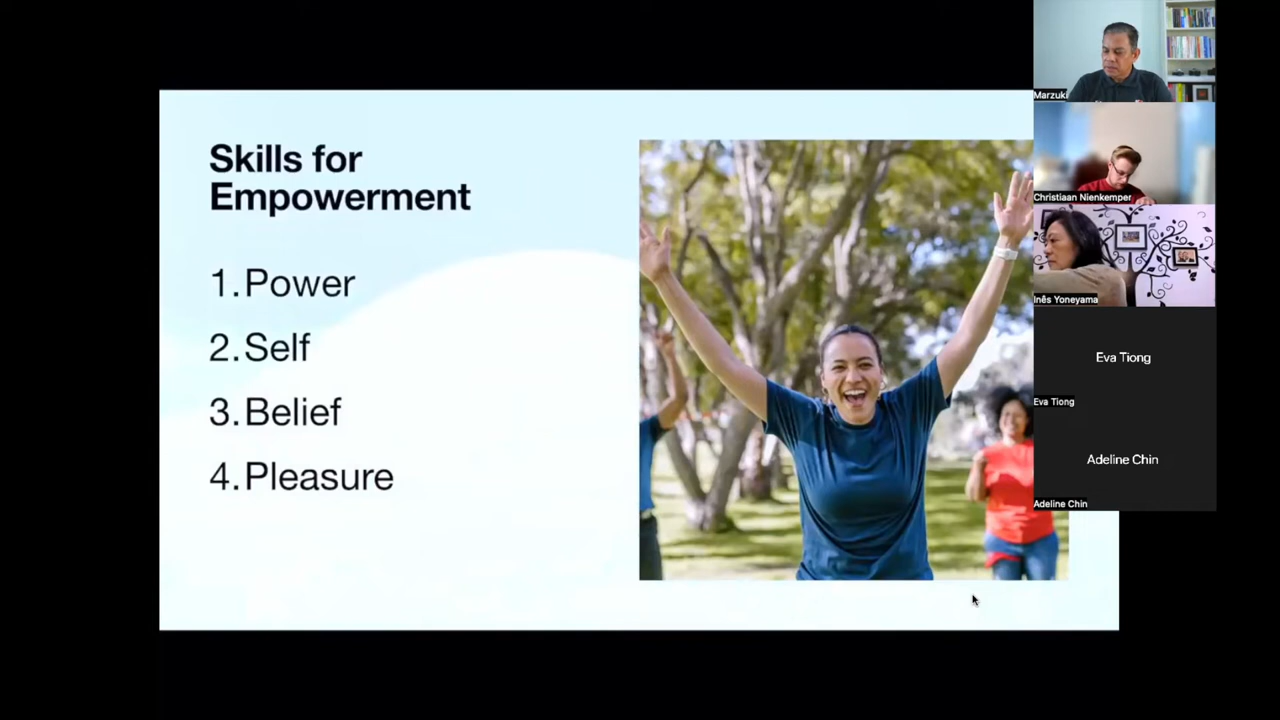 Skills for
Empowerment
1. Power
2. Self
3. Belief
4. Pleasure
Marzuki
Christiaan Nienkemper
Inês Yoneyama
Eva Tiong
Eva Tiong
Adeline Chin
Adeline Chin